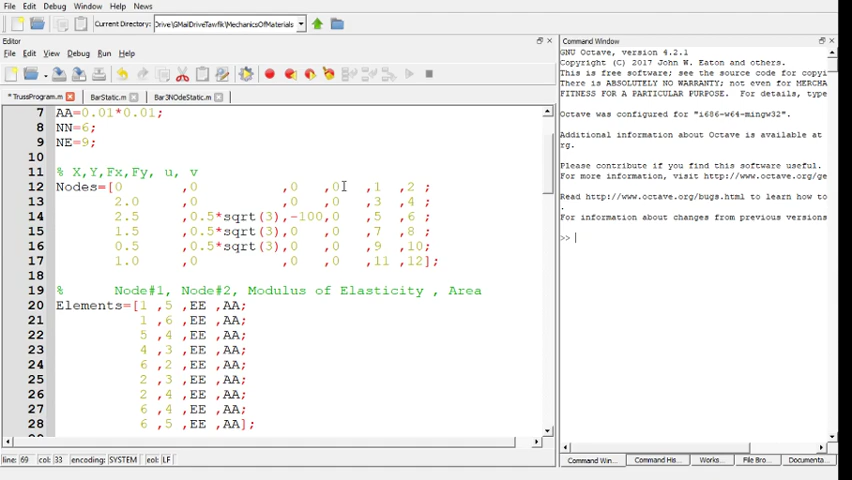 File Edit Debug Window Help News
Current Directory: Drive\GMailDriveTawfik\MechanicsOfMaterials
Editor
File Edit View Debug Run Help
* TrussProgram.m BarStatic.m Bar3NOdeStatic.m
7 AA=0.01*0.01;
8 NN=6;
9 NE=9;
10
11 % X,Y,Fx,Fy, u, v
12 Nodes=[0 ,0 ,0 ,0 ,1 ,2 ;
13 2.0 ,0 ,0 ,0 ,3 ,4 ;
14 2.5 ,0.5*sqrt(3),-100,0 ,5 ,6 ;
15 1.5 ,0.5*sqrt(3),0 ,0 ,7 ,8 ;
16 0.5 ,0.5*sqrt(3),0 ,0 ,9 ,10;
17 1.0 ,0 ,0 ,0 ,11 ,12];
18
19 % Node#1, Node#2, Modulus of Elasticity , Area
20 Elements=[1 ,5 ,EE ,AA;
21 1 ,6 ,EE ,AA;
22 5 ,4 ,EE ,AA;
23 4 ,3 ,EE ,AA;
24 6 ,2 ,EE ,AA;
25 2 ,3 ,EE ,AA;
26 2 ,4 ,EE ,AA;
27 6 ,4 ,EE ,AA;
28 6 ,5 ,EE ,AA];
line: 69 col: 33 encoding: SYSTEM eol: LF
Command Window
GNU Octave, version 4.2.1
Copyright (C) 2017 John W. Eaton and others.
This is free software; see the source code for copyi
There is ABSOLUTELY NO WARRANTY; not even for MERCHA
FITNESS FOR A PARTICULAR PURPOSE. For details, type
Octave was configured for "i686-w64-mingw32".
Additional information about Octave is available at
rg.
Please contribute if you find this software useful.
For more information, visit http://www.octave.org/ge
Read http://www.octave.org/bugs.html to learn how to
.
For information about changes from previous versions
>>
Command Win... Command His... Works... File Bro... Documenta...